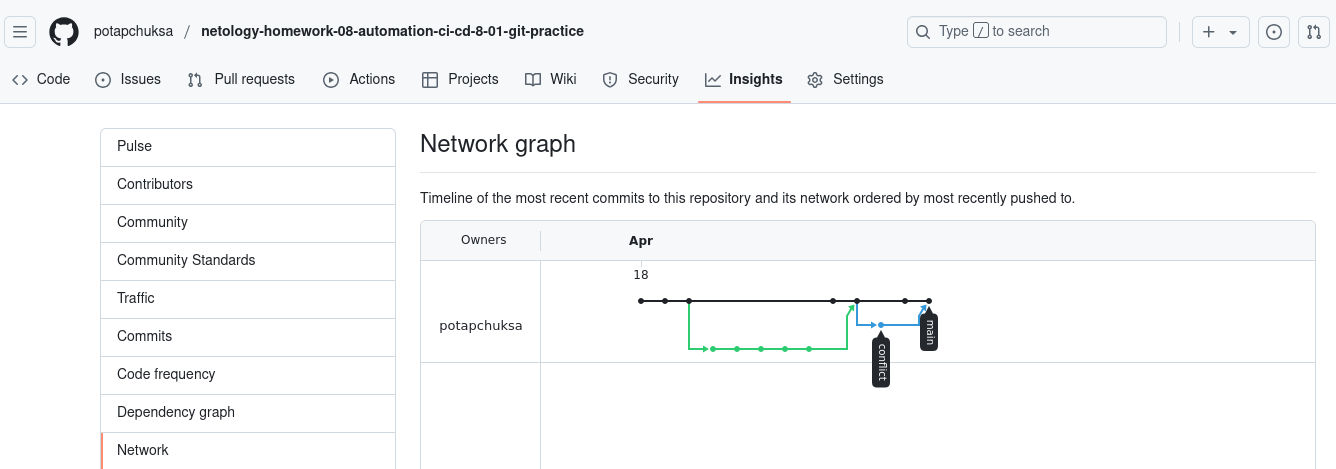 potapchuksa / netology-homework-08-automation-ci-cd-8-01-git-practice Type / to search
Code Issues Pull requests Actions Projects Wiki Security Insights Settings
Pulse
Contributors
Community
Community Standards
Traffic
Commits
Code frequency
Dependency graph
Network
Network graph
Timeline of the most recent commits to this repository and its network ordered by most recently pushed to.
Owners Apr
18
potapchuksa
main
conflict